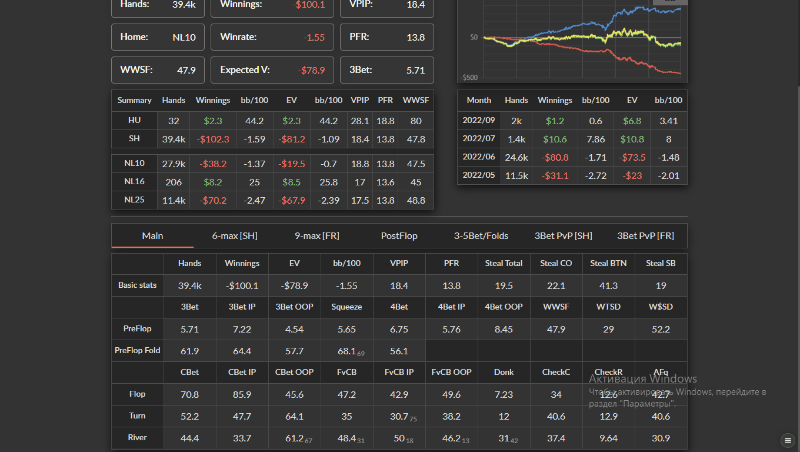 Hands: 39.4k Winnings: -$100.1 VPIP: 18.4
Home: NL10 Winrate: -1.55 PFR: 13.8
WWSF: 47.9 Expected V: -$78.9 3Bet: 5.71
$0
$500
Summary Hands Winnings bb/100 EV bb/100 VPIP PFR WWSF
HU 32 $2.3 44.2 $2.3 44.2 28.1 18.8 80
SH 39.4k -$102.3 -1.59 -$81.2 -1.09 18.4 13.8 47.8
NL10 27.9k -$38.2 -1.37 -$19.5 -0.7 18.8 13.8 47.5
NL16 206 $8.2 25 $8.5 25.8 17 13.6 45
NL25 11.4k -$70.2 -2.47 -$67.9 -2.39 17.5 13.8 48.8
Month Hands Winnings bb/100 EV bb/100
2022/09 2k $1.2 0.6 $6.8 3.41
2022/07 1.4k $10.6 7.86 $10.8 8
2022/06 24.6k -$80.8 -1.71 -$73.5 -1.48
2022/05 11.5k -$31.1 -2.72 -$23 -2.01
Main 6-max [SH] 9-max [FR] PostFlop 3-5Bet/Folds 3Bet PvP [SH] 3Bet PvP [FR]
Hands Winnings EV bb/100 VPIP PFR Steal Total Steal CO Steal BTN Steal SB
Basic stats 39.4k -$100.1 -$78.9 -1.55 18.4 13.8 19.5 22.1 41.3 19
3Bet 3Bet IP 3Bet OOP Squeeze 4Bet 4Bet IP 4Bet OOP WWSF WTSD W$SD
PreFlop 5.71 7.22 4.54 5.65 6.75 5.76 8.45 47.9 29 52.2
PreFlop Fold 61.9 64.4 57.7 68.1 69 56.1
CBet CBet IP CBet OOP FvCB FvCB IP FvCB OOP Donk CheckC CheckR AFq
Flop 70.8 85.9 45.6 47.2 42.9 49.6 7.23 34 12.6 42.7
Turn 52.2 47.7 64.1 35 30.7 75 38.2 12 40.6 12.9 40.6
River 44.4 33.7 61.2 67 48.4 31 50 18 46.2 13 31 42 37.4 9.64 30.9
Активация Windows
Чтобы активировать Windows, перейдите в
раздел "Параметры".